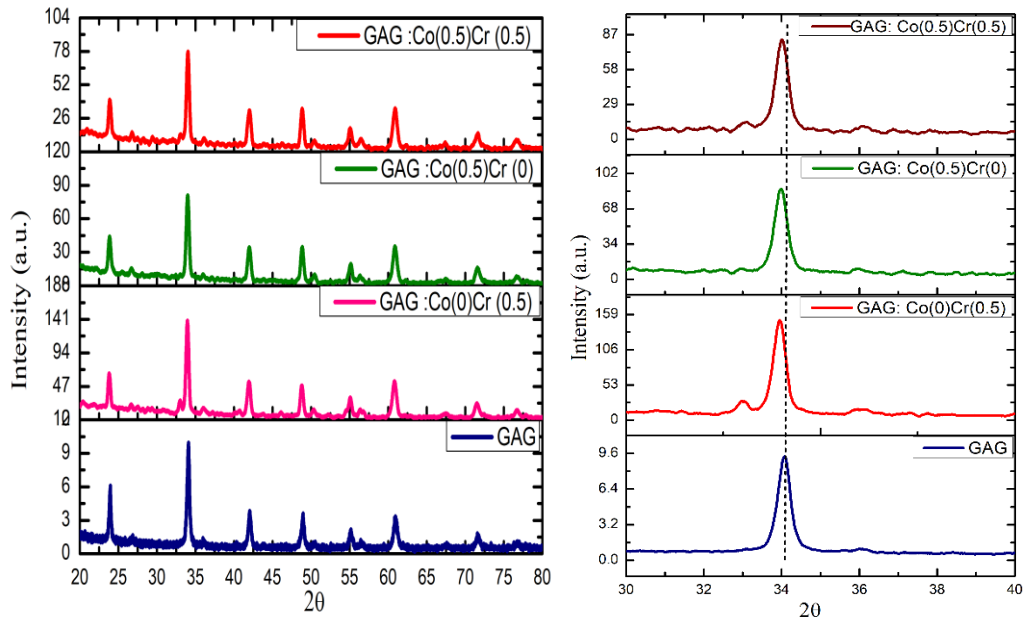 GAG :Co(0.5)Cr (0.5)
104
78
52
26
120
GAG :Co(0.5)Cr (0)
90
60
30
188
GAG :Co(0)Cr (0.5)
141
94
47
12
GAG
9
6
3
0
20 25 30 35 40 45 50 55 60 65 70 75 80
2θ
Intensity (a.u.)
GAG: Co(0.5)Cr(0.5)
87
58
29
0
GAG: Co(0.5)Cr(0)
102
68
34
0
GAG: Co(0)Cr(0.5)
159
106
53
0
GAG
9.6
6.4
3.2
0.0
30 32 34 36 38 40
2θ
Intensity (a.u.)